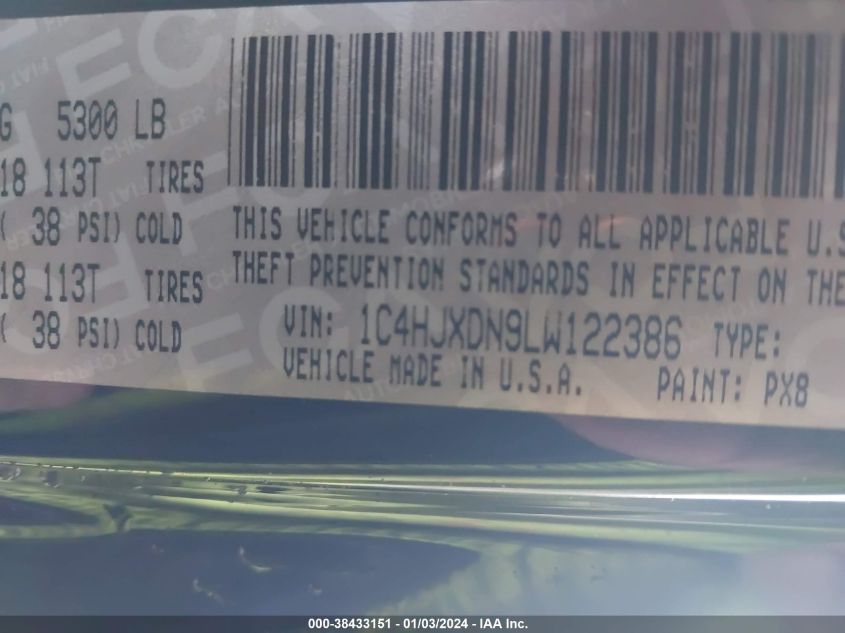 G 5300 LB
18 113T TIRES
( 38 PSI) COLD
18 113T TIRES
( 38 PSI) COLD
THIS VEHICLE CONFORMS TO ALL APPLICABLE U.S
THEFT PREVENTION STANDARDS IN EFFECT ON THE
VIN: 1C4HJXDN9LW122386 TYPE:
VEHICLE MADE IN U.S.A. PAINT: PX8
000-38433151 - 01/03/2024 - IAA Inc.